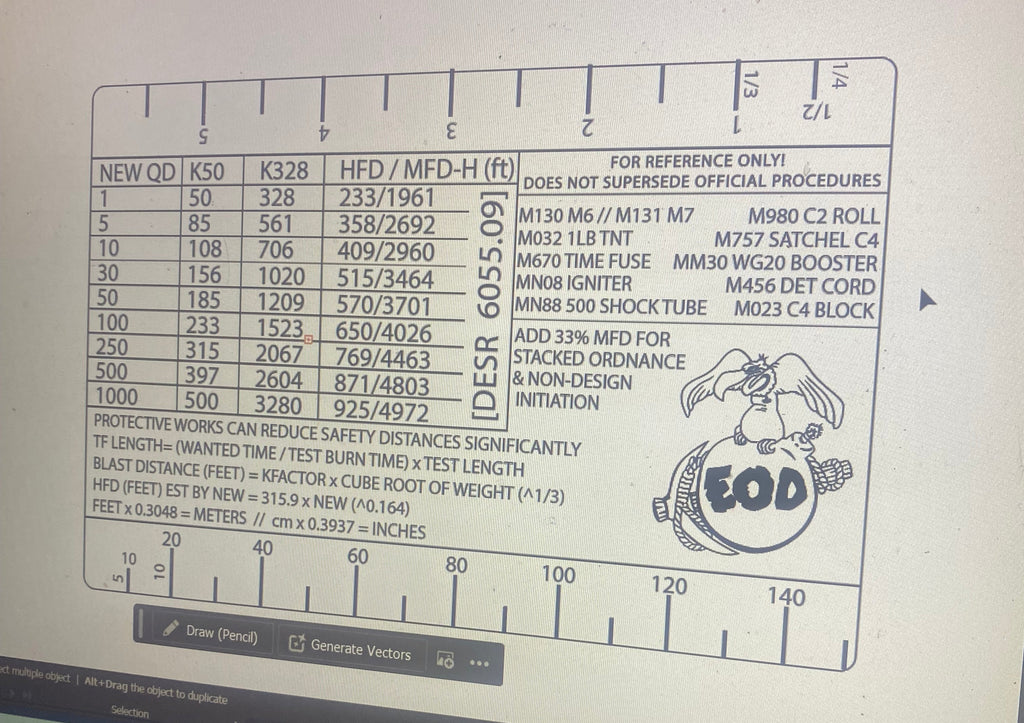 1/4
1/3
5 4 3 2 1 1/2
NEW QD K50 K328 HFD / MFD-H (ft)
1 50 328 233/1961
5 85 561 358/2692
10 108 706 409/2960
30 156 1020 515/3464
50 185 1209 570/3701
100 233 1523 650/4026
250 315 2067 769/4463
500 397 2604 871/4803
1000 500 3280 925/4972
[DESR 6055.09]
FOR REFERENCE ONLY!
DOES NOT SUPERSEDE OFFICIAL PROCEDURES
M130 M6 // M131 M7 M980 C2 ROLL
M032 1LB TNT M757 SATCHEL C4
M670 TIME FUSE MM30 WG20 BOOSTER
MN08 IGNITER M456 DET CORD
MN88 500 SHOCK TUBE M023 C4 BLOCK
ADD 33% MFD FOR
STACKED ORDNANCE
& NON-DESIGN
INITIATION
EOD
PROTECTIVE WORKS CAN REDUCE SAFETY DISTANCES SIGNIFICANTLY
TF LENGTH= (WANTED TIME / TEST BURN TIME) x TEST LENGTH
BLAST DISTANCE (FEET) = KFACTOR x CUBE ROOT OF WEIGHT (^1/3)
HFD (FEET) EST BY NEW = 315.9 x NEW (^0.164)
FEET x 0.3048 = METERS // cm x 0.3937 = INCHES
10 20 40 60 80 100 120 140
5 10
Draw (Pencil) Generate Vectors
ect multiple object | Alt+Drag the object to duplicate
Selection